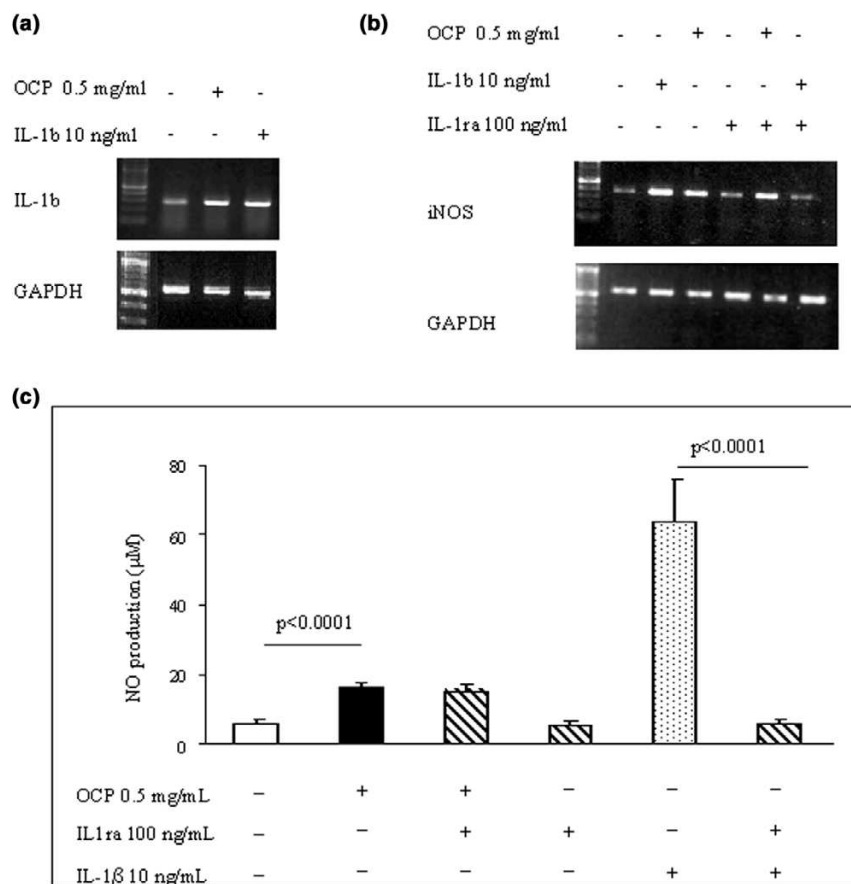 (a)
OCP 0.5 mg/ml - + -
IL-1b 10 ng/ml - - +
IL-1b
GAPDH
(b)
OCP 0.5 mg/ml - - + - + -
IL-1b 10 ng/ml - + - - - +
IL-1ra 100 ng/ml - - - + + +
iNOS
GAPDH
(c)
NO production (µM)
80
60
40
20
0
p<0.0001
p<0.0001
OCP 0.5 mg/mL – + + – – –
IL1ra 100 ng/mL – – + + – +
IL-1β 10 ng/mL – – – – + +